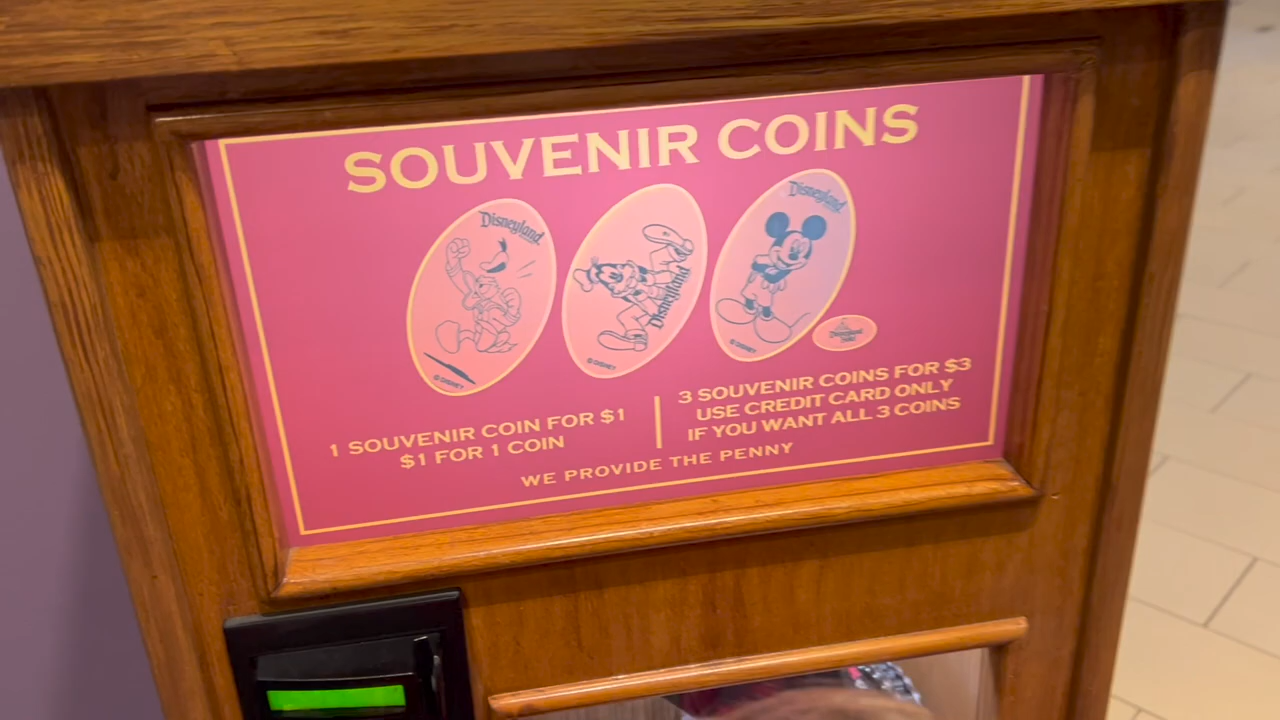 SOUVENIR COINS
Disneyland
© DISNEY
Disneyland
© DISNEY
Disneyland
© DISNEY
1 SOUVENIR COIN FOR $1
$1 FOR 1 COIN
3 SOUVENIR COINS FOR $3
USE CREDIT CARD ONLY
IF YOU WANT ALL 3 COINS
WE PROVIDE THE PENNY